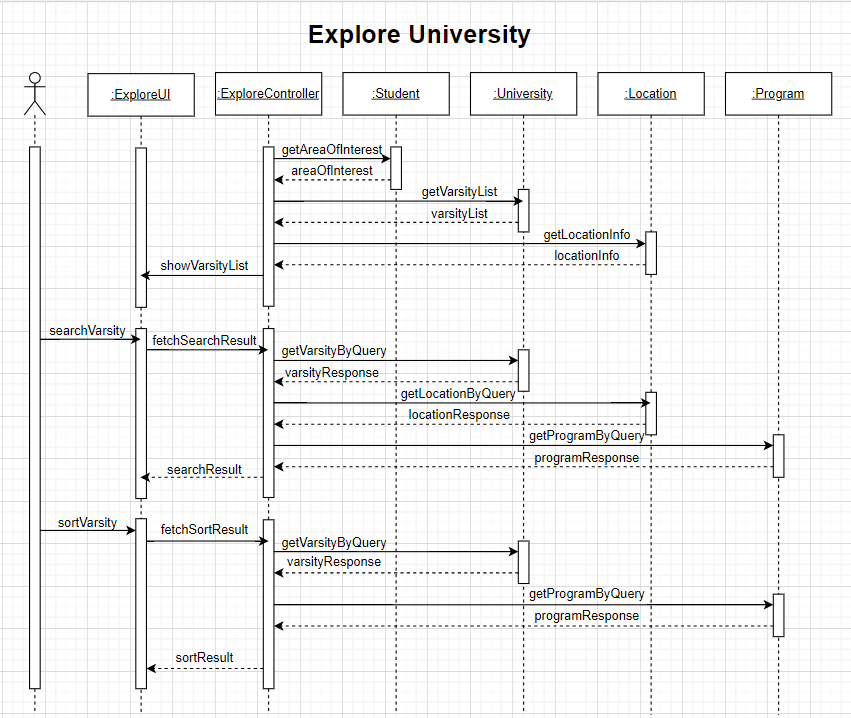 Explore University
:ExploreUI
:ExploreController
:Student
:University
:Location
:Program
getAreaOfInterest
areaOfInterest
getVarsityList
varsityList
getLocationInfo
locationInfo
showVarsityList
searchVarsity
fetchSearchResult
getVarsityByQuery
varsityResponse
getLocationByQuery
locationResponse
getProgramByQuery
programResponse
searchResult
sortVarsity
fetchSortResult
getVarsityByQuery
varsityResponse
getProgramByQuery
programResponse
sortResult